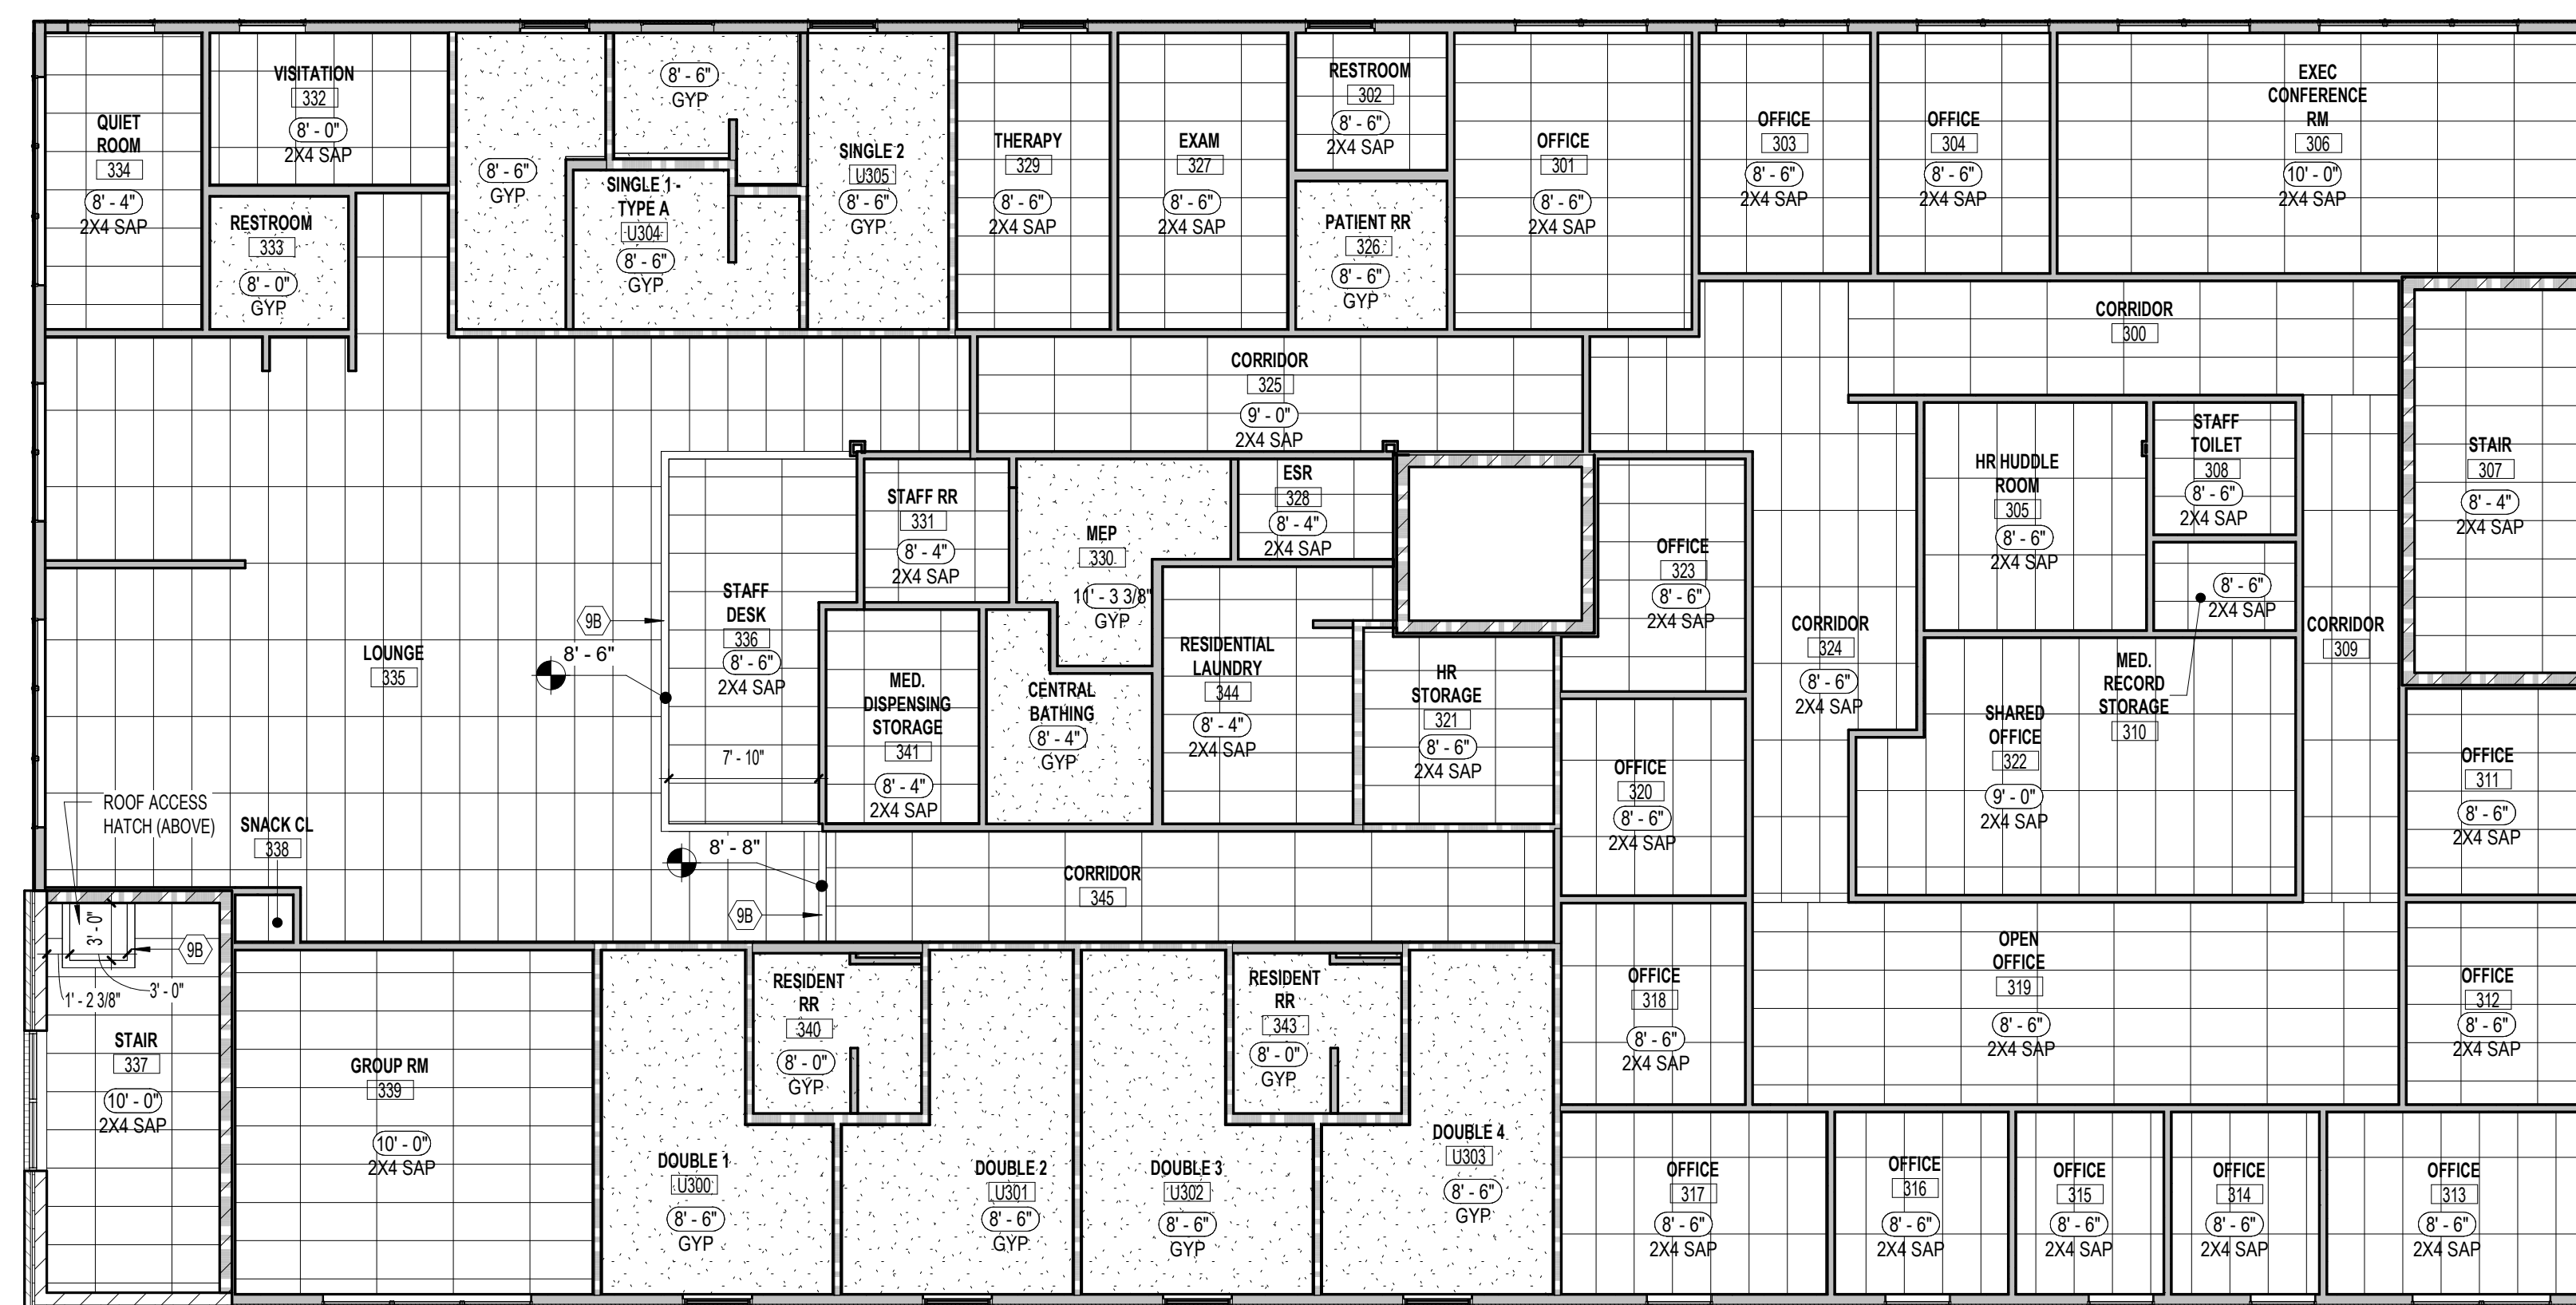 QUIET
ROOM
334
8' - 4"
2X4 SAP
VISITATION
332
8' - 0"
2X4 SAP
RESTROOM
333
8' - 0"
GYP
8' - 6"
GYP
8' - 6"
GYP
SINGLE 1 -
TYPE A
U304
8' - 6"
GYP
SINGLE 2
U305
8' - 6"
GYP
THERAPY
329
8' - 6"
2X4 SAP
EXAM
327
8' - 6"
2X4 SAP
RESTROOM
302
8' - 6"
2X4 SAP
PATIENT RR
326
8' - 6"
GYP
OFFICE
301
8' - 6"
2X4 SAP
OFFICE
303
8' - 6"
2X4 SAP
OFFICE
304
8' - 6"
2X4 SAP
EXEC
CONFERENCE
RM
306
10' - 0"
2X4 SAP
CORRIDOR
300
CORRIDOR
325
9' - 0"
2X4 SAP
STAFF RR
331
8' - 4"
2X4 SAP
MEP
330
11' - 3 3/8"
GYP
ESR
328
8' - 4"
2X4 SAP
OFFICE
323
8' - 6"
2X4 SAP
HR HUDDLE
ROOM
305
8' - 6"
2X4 SAP
STAFF
TOILET
308
8' - 6"
2X4 SAP
8' - 6"
2X4 SAP
STAIR
307
8' - 4"
2X4 SAP
LOUNGE
335
9B
8' - 6"
STAFF
DESK
336
8' - 6"
2X4 SAP
7' - 10"
MED.
DISPENSING
STORAGE
341
8' - 4"
2X4 SAP
CENTRAL
BATHING
8' - 4"
GYP
RESIDENTIAL
LAUNDRY
344
8' - 4"
2X4 SAP
HR
STORAGE
321
8' - 6"
2X4 SAP
CORRIDOR
324
8' - 6"
2X4 SAP
CORRIDOR
309
MED.
RECORD
STORAGE
310
SHARED
OFFICE
322
9' - 0"
2X4 SAP
OFFICE
320
8' - 6"
2X4 SAP
OFFICE
311
8' - 6"
2X4 SAP
ROOF ACCESS
HATCH (ABOVE)
SNACK CL
338
8' - 8"
9B
CORRIDOR
345
3' - 0"
9B
1' - 2 3/8"
3' - 0"
STAIR
337
10' - 0"
2X4 SAP
GROUP RM
339
10' - 0"
2X4 SAP
RESIDENT
RR
340
8' - 0"
GYP
RESIDENT
RR
343
8' - 0"
GYP
OFFICE
318
8' - 6"
2X4 SAP
OPEN
OFFICE
319
8' - 6"
2X4 SAP
OFFICE
312
8' - 6"
2X4 SAP
DOUBLE 1
U300
8' - 6"
GYP
DOUBLE 2
U301
8' - 6"
GYP
DOUBLE 3
U302
8' - 6"
GYP
DOUBLE 4
U303
8' - 6"
GYP
OFFICE
317
8' - 6"
2X4 SAP
OFFICE
316
8' - 6"
2X4 SAP
OFFICE
315
8' - 6"
2X4 SAP
OFFICE
314
8' - 6"
2X4 SAP
OFFICE
313
8' - 6"
2X4 SAP